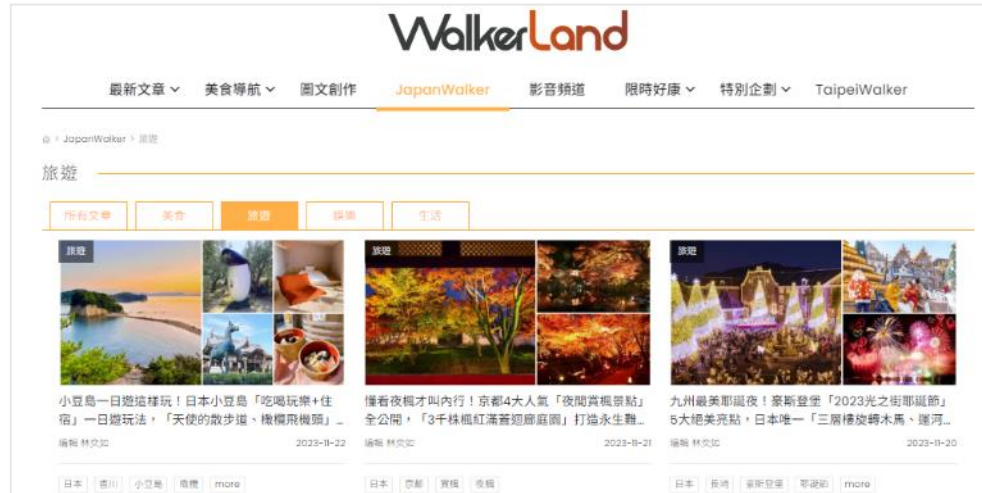 WalkerLand
最新文章 美食導航 圖文創作 JapanWalker 影音頻道 限時好康 特別企劃 TaipeiWalker
JapanWalker > 旅遊
旅遊
所有文章 美食 旅遊 娛樂 生活
旅遊 旅遊 旅遊
小豆島一日遊這樣玩！日本小豆島「吃喝玩樂+住 懂看夜楓才叫內行！京都4大人氣「夜間賞楓景點」 九州最美耶誕夜！豪斯登堡「2023光之街耶誕節」
宿」一日遊玩法，「天使的散步道、橄欖飛機頭」… 全公開，「3千株楓紅滿蓋迴廊庭園」打造永生難… 5大絕美亮點，日本唯一「三層樓旋轉木馬、運河…
編輯 林艾如 2023-11-22 編輯 林艾如 2023-11-21 編輯 林艾如 2023-11-20
日本 香川 小豆島 橄欖 more 日本 京都 賞楓 夜楓 日本 長崎 豪斯登堡 耶誕節 more